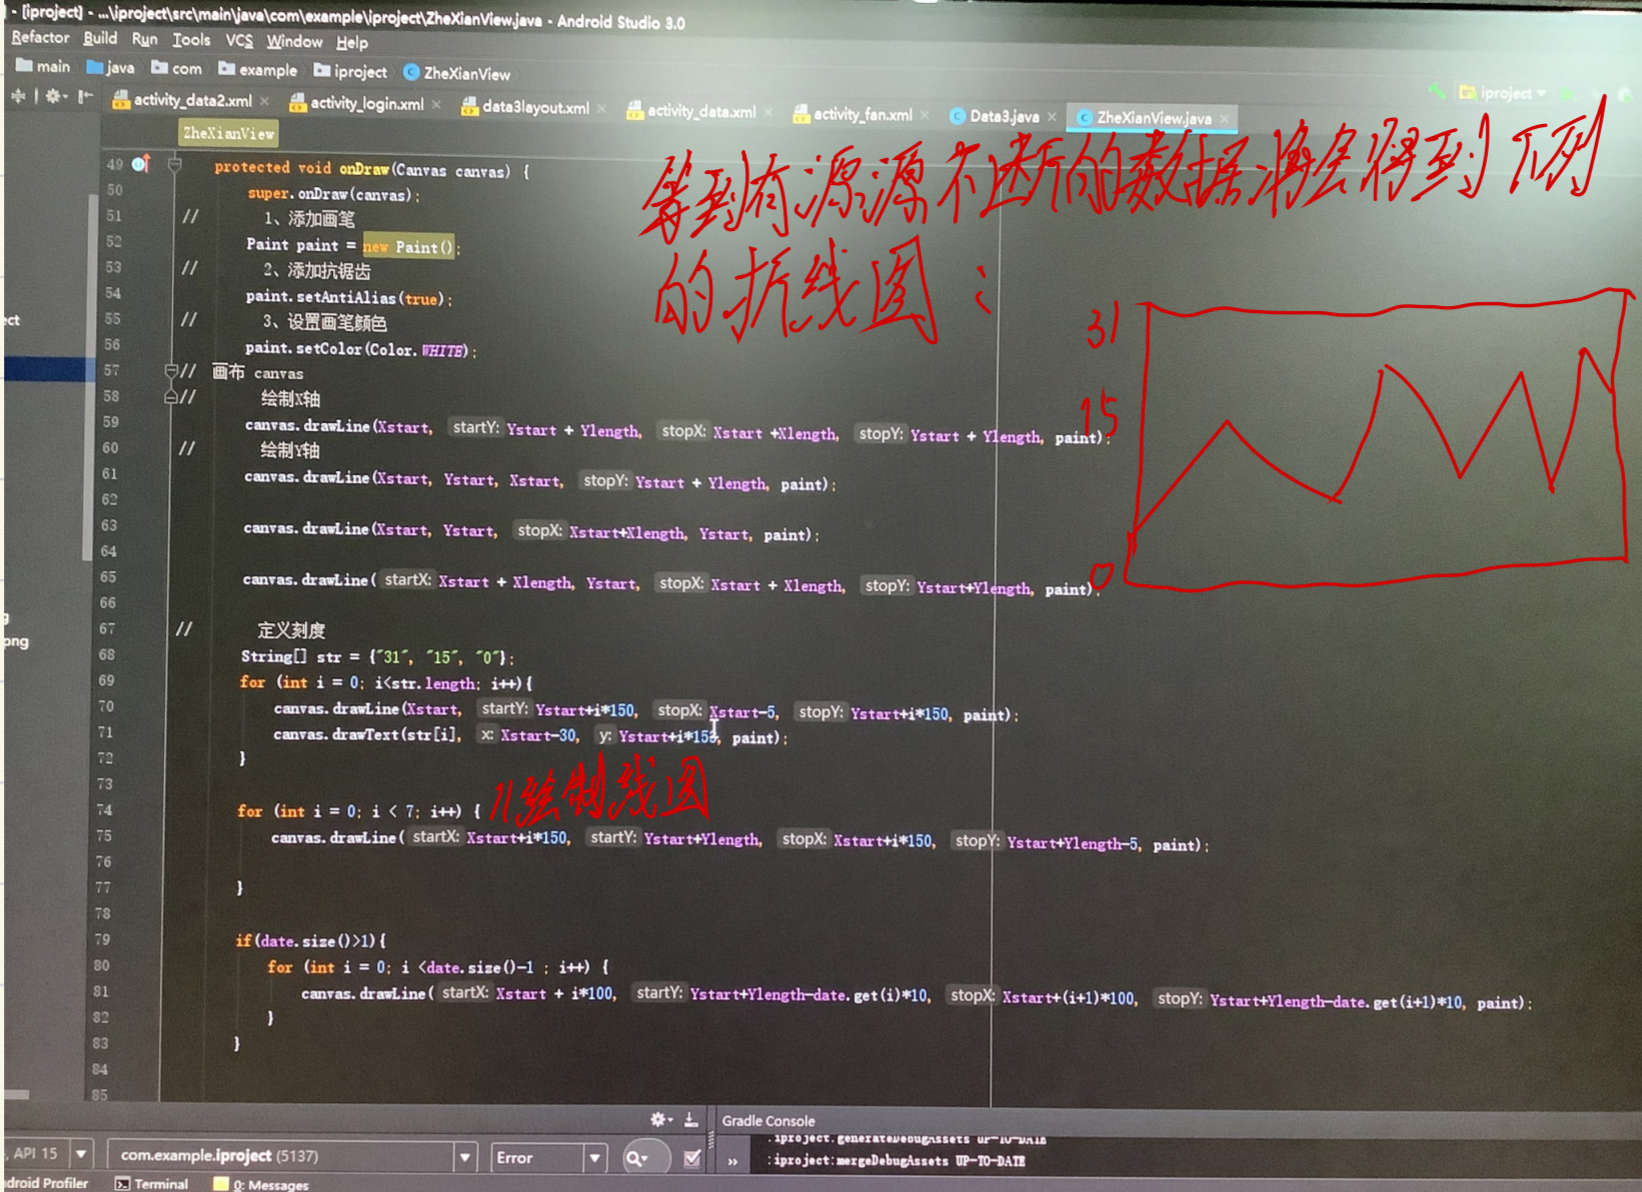 - [iproject] - ...\iproject\src\main\java\com\example\iproject\ZheXianView.java - Android Studio 3.0
Refactor Build Run Tools VCS Window Help
main java com example iproject ZheXianView
activity_data2.xml activity_login.xml data3layout.xml activity_data.xml activity_fan.xml Data3.java ZheXianView.java iproject
ZheXianView
等到有源源不断的数据将会得到下列
的折线图：
31
15
0
49 protected void onDraw(Canvas canvas) {
50 super.onDraw(canvas);
51 // 1、添加画笔
52 Paint paint = new Paint();
53 // 2、添加抗锯齿
54 paint.setAntiAlias(true);
55 // 3、设置画笔颜色
56 paint.setColor(Color.WHITE);
57 // 画布 canvas
58 // 绘制X轴
59 canvas.drawLine(Xstart, startY: Ystart + Ylength, stopX: Xstart +Xlength, stopY: Ystart + Ylength, paint);
60 // 绘制Y轴
61 canvas.drawLine(Xstart, Ystart, Xstart, stopY: Ystart + Ylength, paint);
62
63 canvas.drawLine(Xstart, Ystart, stopX: Xstart+Xlength, Ystart, paint);
64
65 canvas.drawLine( startX: Xstart + Xlength, Ystart, stopX: Xstart + Xlength, stopY: Ystart+Ylength, paint);
66
67 // 定义刻度
68 String[] str = {"31", "15", "0"};
69 for (int i = 0; i<str.length; i++){
70 canvas.drawLine(Xstart, startY: Ystart+i*150, stopX: Xstart-5, stopY: Ystart+i*150, paint);
71 canvas.drawText(str[i], x: Xstart-30, y: Ystart+i*153, paint);
72 }
73
74 for (int i = 0; i < 7; i++) { //绘制线图
75 canvas.drawLine( startX: Xstart+i*150, startY: Ystart+Ylength, stopX: Xstart+i*150, stopY: Ystart+Ylength-5, paint);
76
77 }
78
79 if(date.size()>1){
80 for (int i = 0; i <date.size()-1 ; i++) {
81 canvas.drawLine( startX: Xstart + i*100, startY: Ystart+Ylength-date.get(i)*10, stopX: Xstart+(i+1)*100, stopY: Ystart+Ylength-date.get(i+1)*10, paint);
82 }
83 }
84
85
ect
png
Gradle Console
:iproject:generateDebugAssets UP-TO-DATE
, API 15 com.example.iproject (5137) Error
:iproject:mergeDebugAssets UP-TO-DATE
ndroid Profiler Terminal 0: Messages